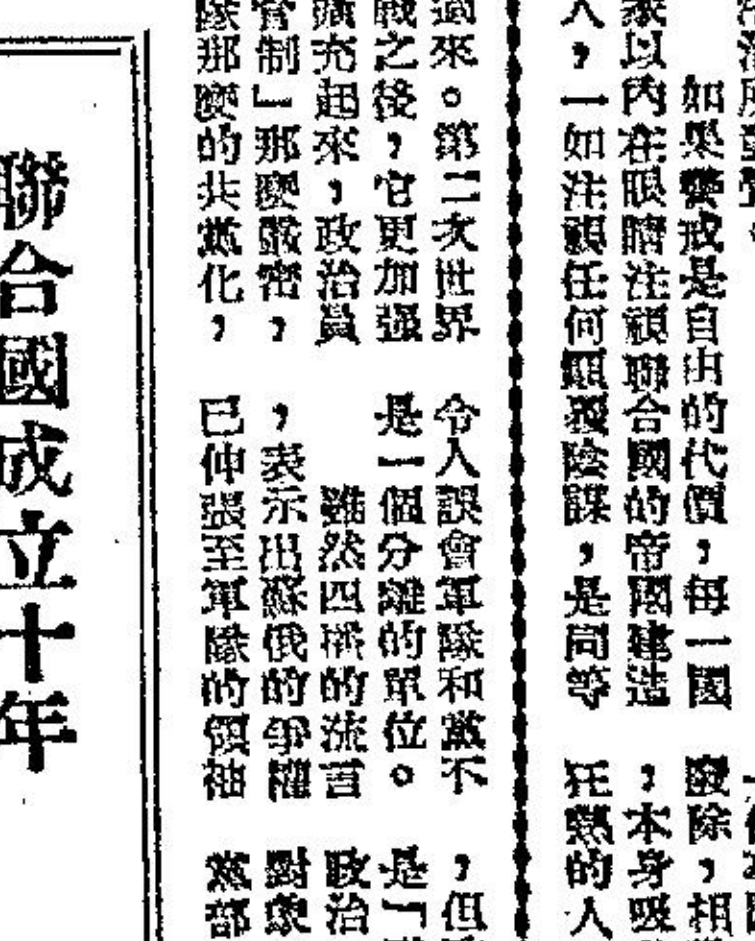 如果警戒是自由的代價，每一國
家以內在眼睛注視聯合國的帝國建造
人，一如注視任何顛覆陰謀，是同等
廢除，相
，本身吸
狂熱的人
過來。第二次世界
戰之後，它更加强
擴充起來，政治員
管制」那麼嚴密，
隊那麼的共黨化，
令人誤會軍隊和黨不
是一個分離的單位。
雖然四播的流言
，表示出蘇俄的爭權
已伸張至軍隊的領袖
，但
是「
政治
對象
黨部
聯合國成立十年